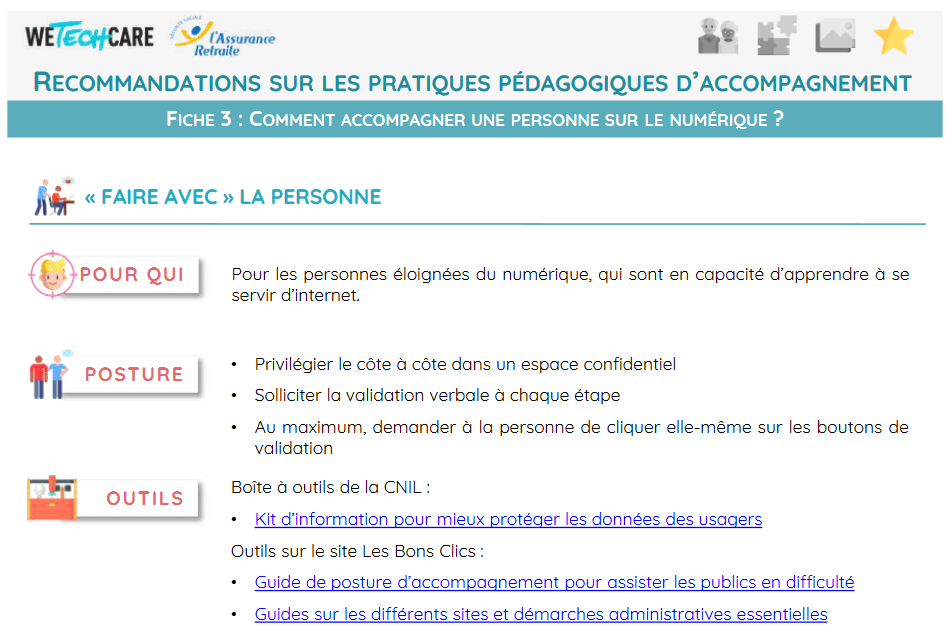 WETECHCARE
SÉCURITÉ SOCIALE
l'Assurance
Retraite
RECOMMANDATIONS SUR LES PRATIQUES PÉDAGOGIQUES D'ACCOMPAGNEMENT
FICHE 3 : COMMENT ACCOMPAGNER UNE PERSONNE SUR LE NUMÉRIQUE ?
« FAIRE AVEC » LA PERSONNE
POUR QUI
Pour les personnes éloignées du numérique, qui sont en capacité d'apprendre à se
servir d'internet.
POSTURE
• Privilégier le côte à côte dans un espace confidentiel
• Solliciter la validation verbale à chaque étape
• Au maximum, demander à la personne de cliquer elle-même sur les boutons de
validation
OUTILS
Boîte à outils de la CNIL :
• Kit d'information pour mieux protéger les données des usagers
Outils sur le site Les Bons Clics :
• Guide de posture d'accompagnement pour assister les publics en difficulté
• Guides sur les différents sites et démarches administratives essentielles